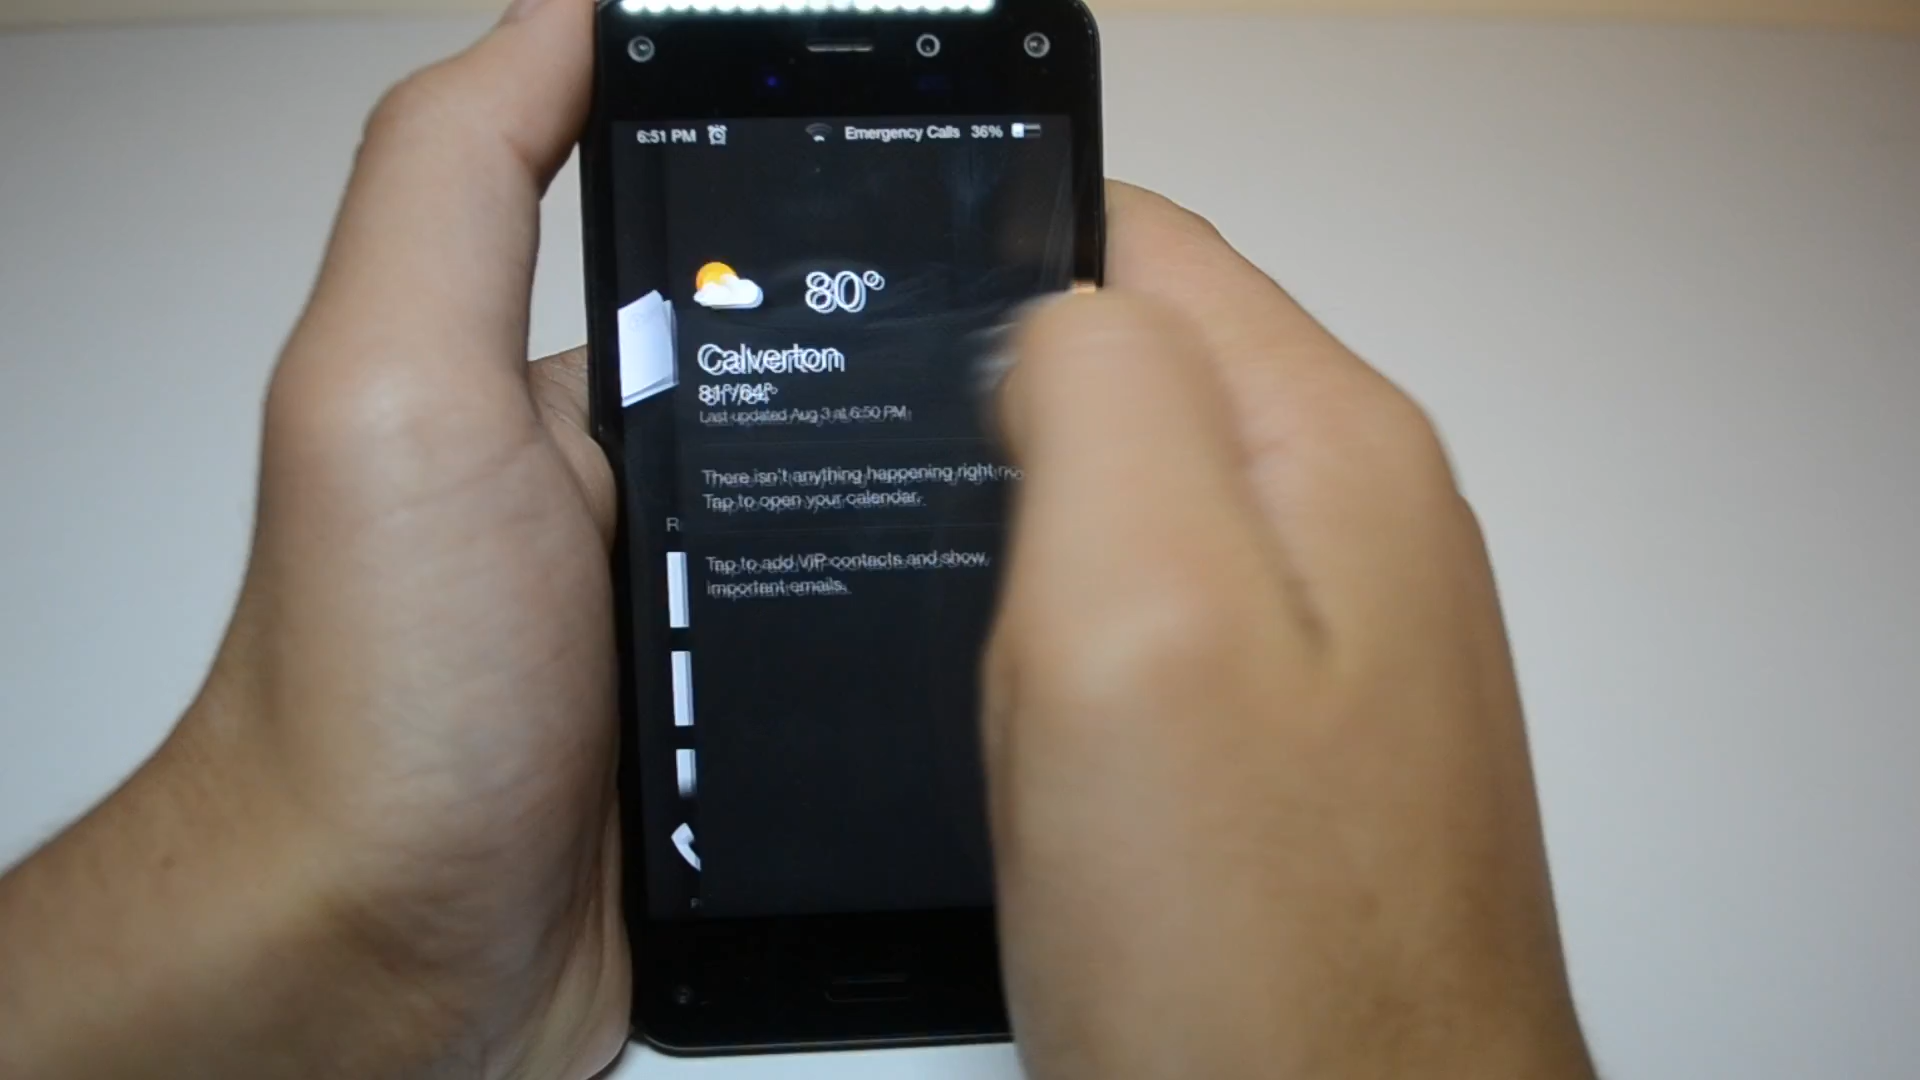 6:51 PM Emergency Calls 36%
80°
Calverton
81°/64°
Last updated Aug 3 at 6:50 PM
There isn't anything happening right
Tap to open your calendar.
R
Tap to add VIP contacts and show
important emails.